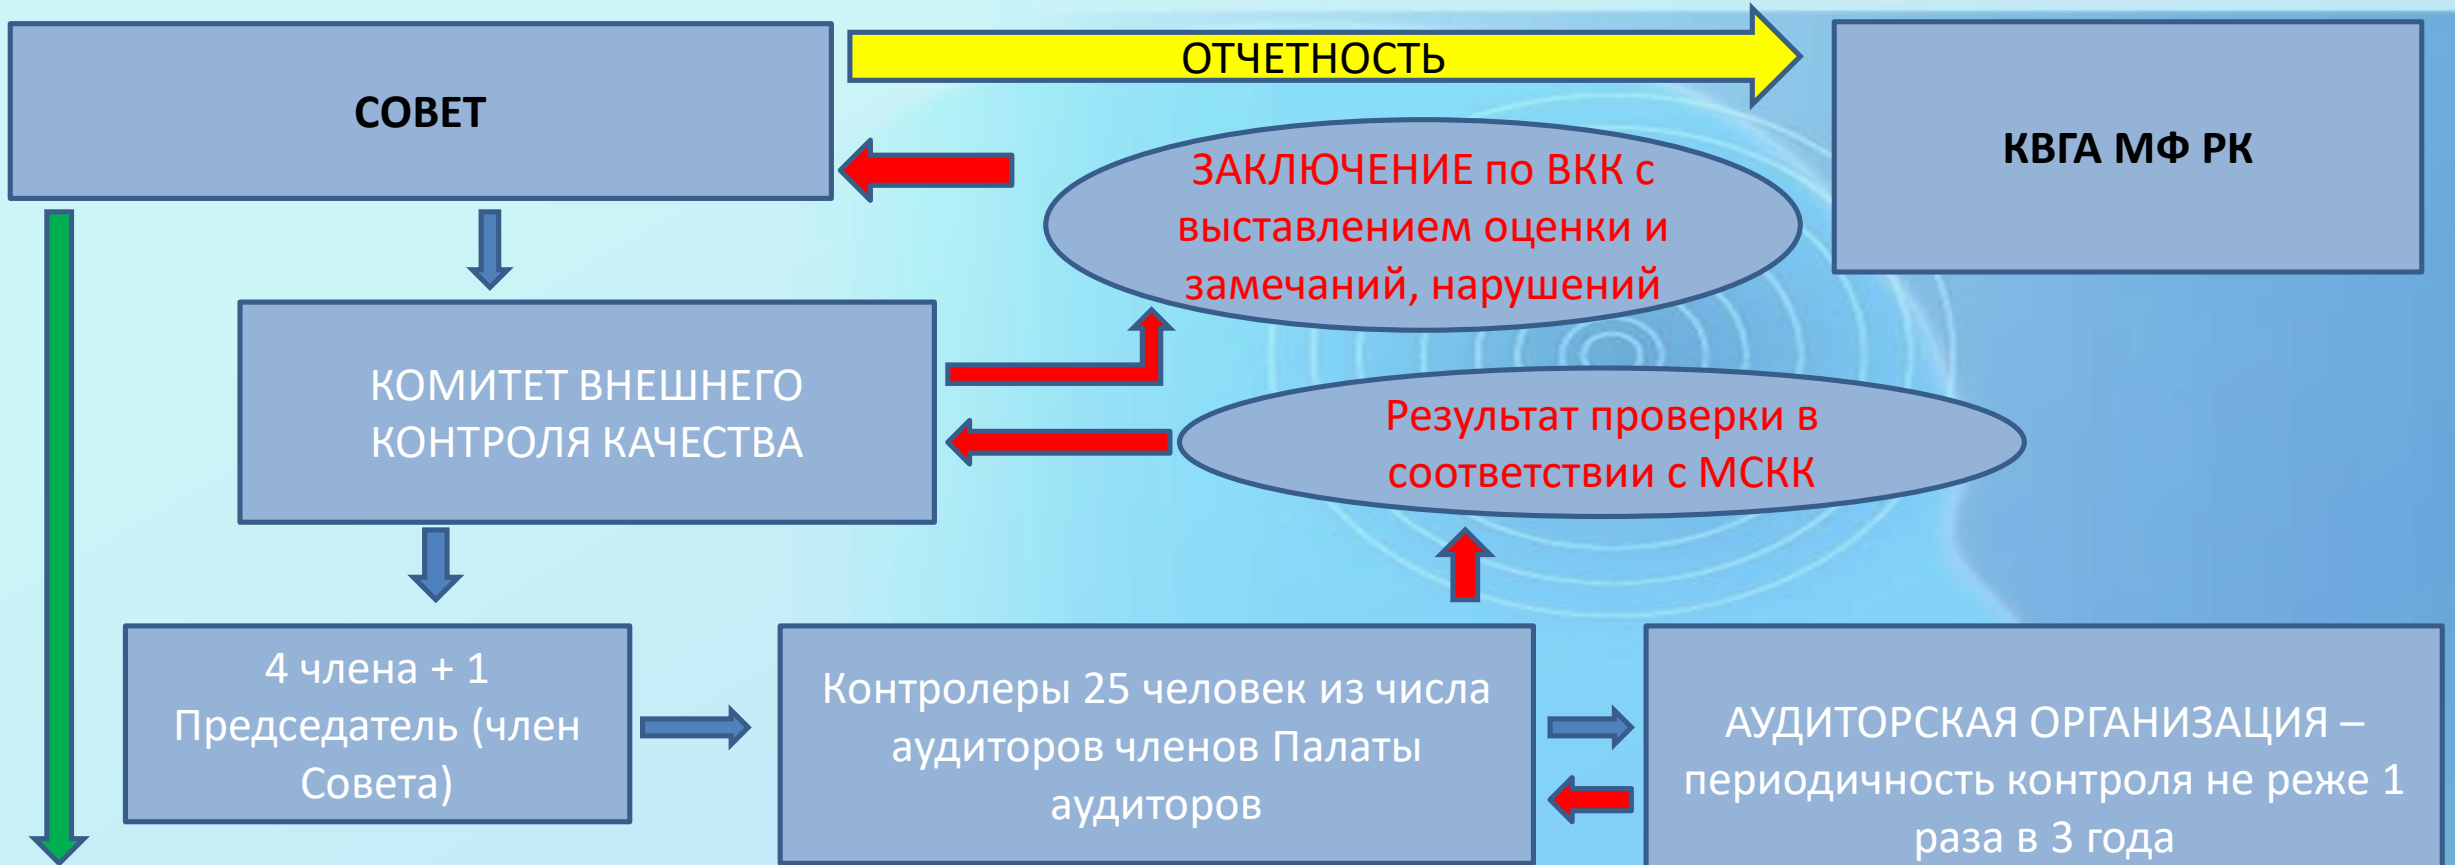 СОВЕТ
ОТЧЕТНОСТЬ
КВГА МФ РК
ЗАКЛЮЧЕНИЕ по ВКК с
выставлением оценки и
замечаний, нарушений
КОМИТЕТ ВНЕШНЕГО
КОНТРОЛЯ КАЧЕСТВА
Результат проверки в
соответствии с МСКК
4 члена + 1
Председатель (член
Совета)
Контролеры 25 человек из числа
аудиторов членов Палаты
аудиторов
АУДИТОРСКАЯ ОРГАНИЗАЦИЯ –
периодичность контроля не реже 1
раза в 3 года